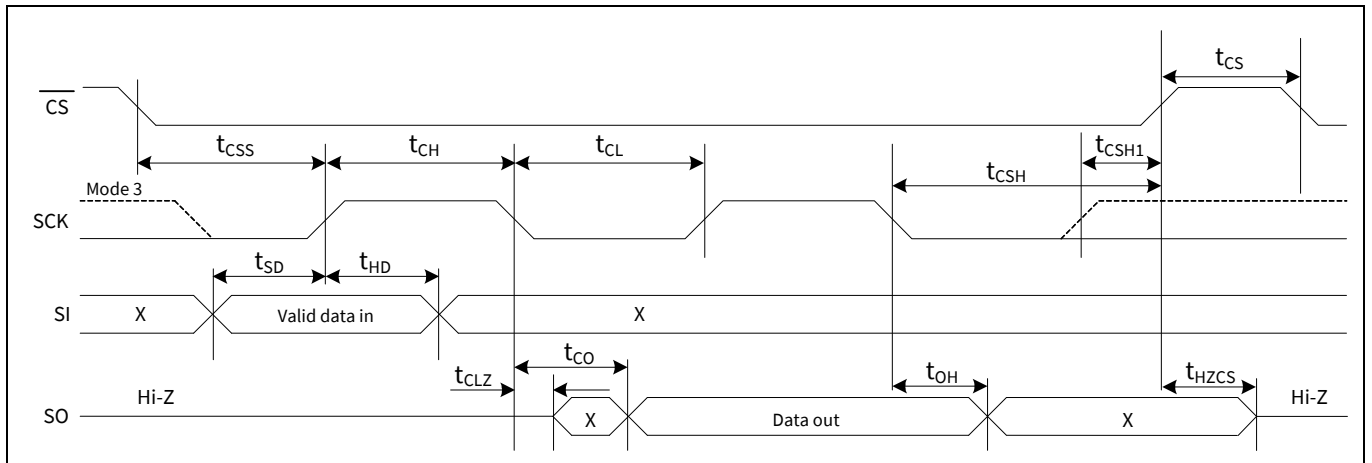 tCS
CS
tCSS tCH tCL tCSH1
tCSH
Mode 3
SCK
tSD tHD
SI X Valid data in X
tCO
tCLZ tOH tHZCS
Hi-Z Hi-Z
SO X Data out X